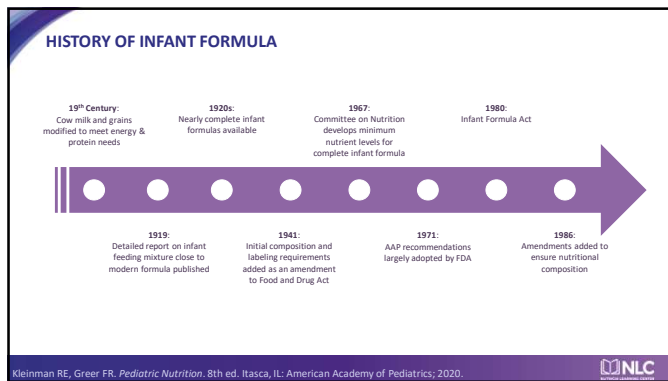 HISTORY OF INFANT FORMULA
19th Century:
Cow milk and grains
modified to meet energy &
protein needs
1920s:
Nearly complete infant
formulas available
1967:
Committee on Nutrition
develops minimum
nutrient levels for
complete infant formula
1980:
Infant Formula Act
1919:
Detailed report on infant
feeding mixture close to
modern formula published
1941:
Initial composition and
labeling requirements
added as an amendment
to Food and Drug Act
1971:
AAP recommendations
largely adopted by FDA
1986:
Amendments added to
ensure nutritional
composition
Kleinman RE, Greer FR. Pediatric Nutrition. 8th ed. Itasca, IL: American Academy of Pediatrics; 2020.
NLC